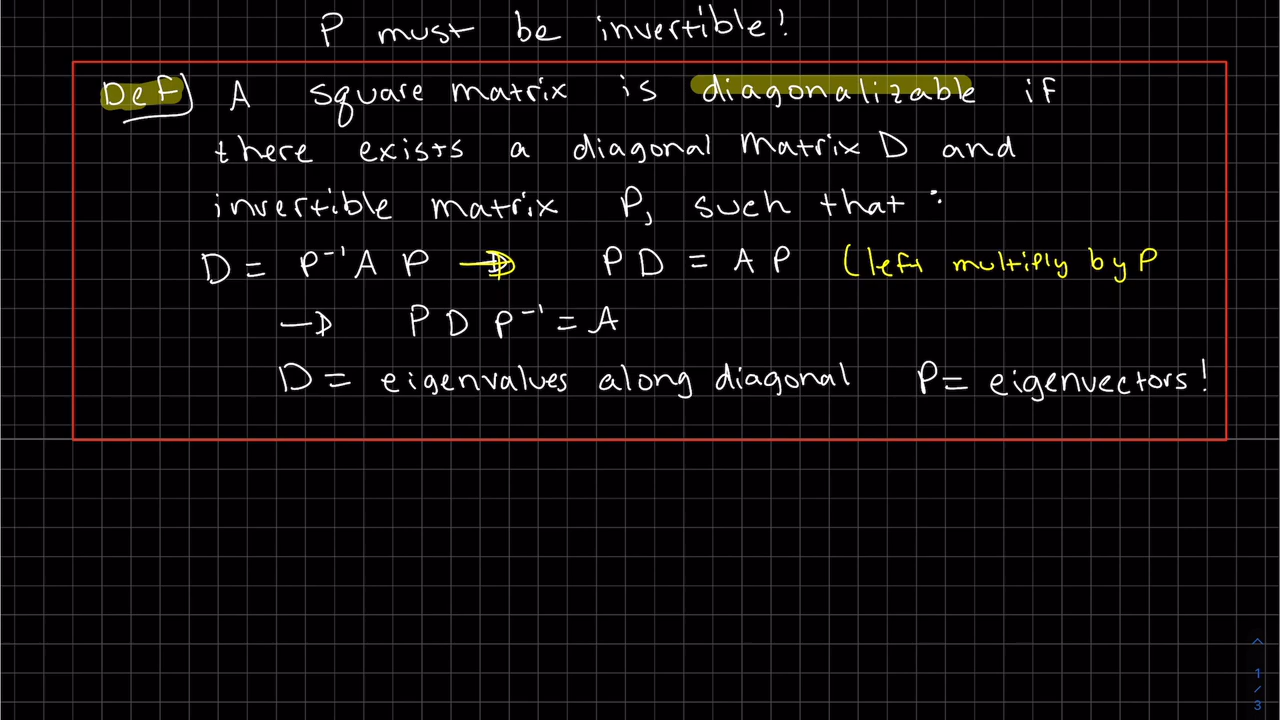 P must be invertible!
Def) A square matrix is diagonalizable if
there exists a diagonal matrix D and
invertible matrix P, such that:
D = P⁻¹ A P → P D = A P (left multiply by P
→ P D P⁻¹ = A
D = eigenvalues along diagonal P = eigenvectors!
^
1
/
3